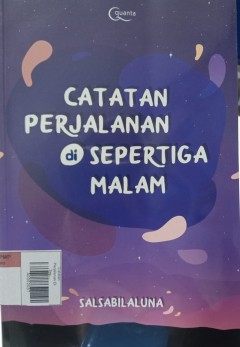 quanta
CATATAN
PERJALANAN
di SEPERTIGA
MALAM
SALSABILALUNA